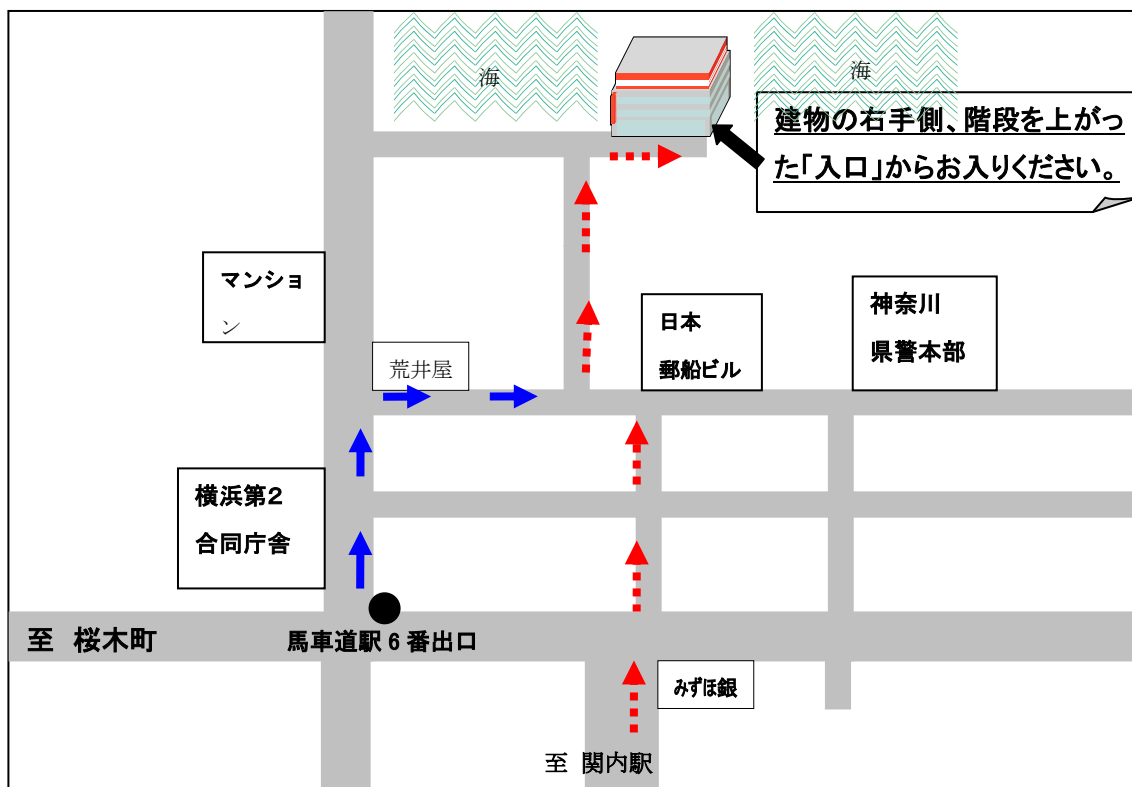 海
海
建物の右手側、階段を上がっ
た「入口」からお入りください。
マンショ
ン
日本
郵船ビル
神奈川
県警本部
荒井屋
横浜第２
合同庁舎
至 桜木町
馬車道駅 6 番出口
みずほ銀
至 関内駅